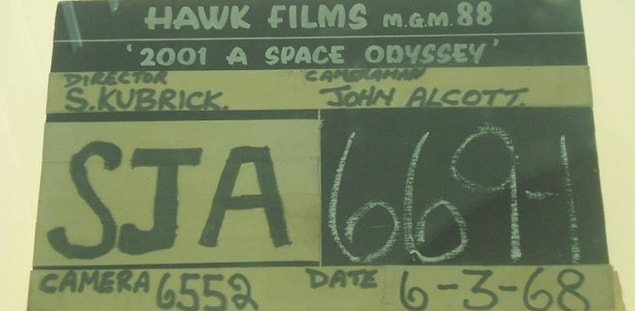 HAWK FILMS M.G.M. 88
'2001 A SPACE ODYSSEY'
DIRECTOR CAMERAMAN
S.KUBRICK. JOHN ALCOTT.
SJA 669-1
CAMERA 6552 DATE 6-3-68